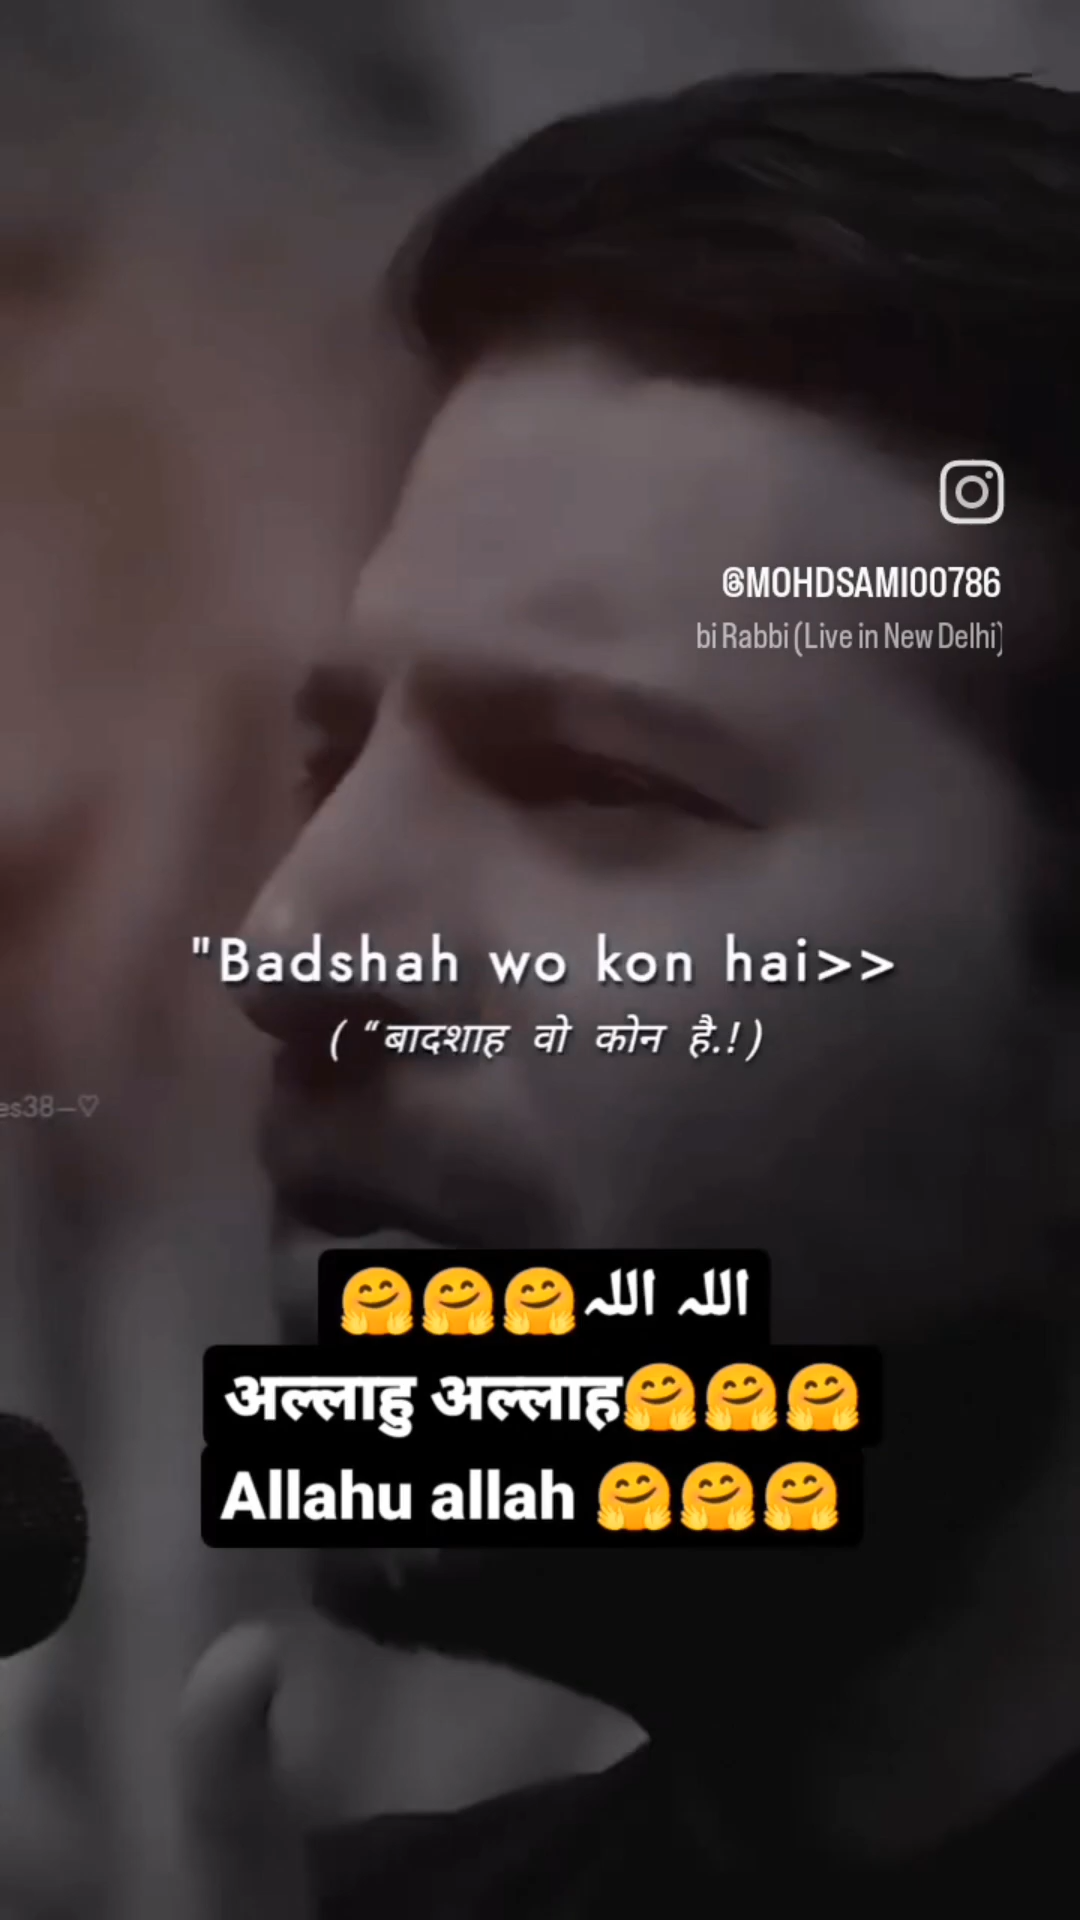 @MOHDSAMI00786
bi Rabbi (Live in New Delhi)
"Badshah wo kon hai>>
( “बादशाह वो कोन है.!)
es38—♡
🤗🤗🤗الله الله
अल्लाहु अल्लाह🤗🤗🤗
Allahu allah 🤗🤗🤗